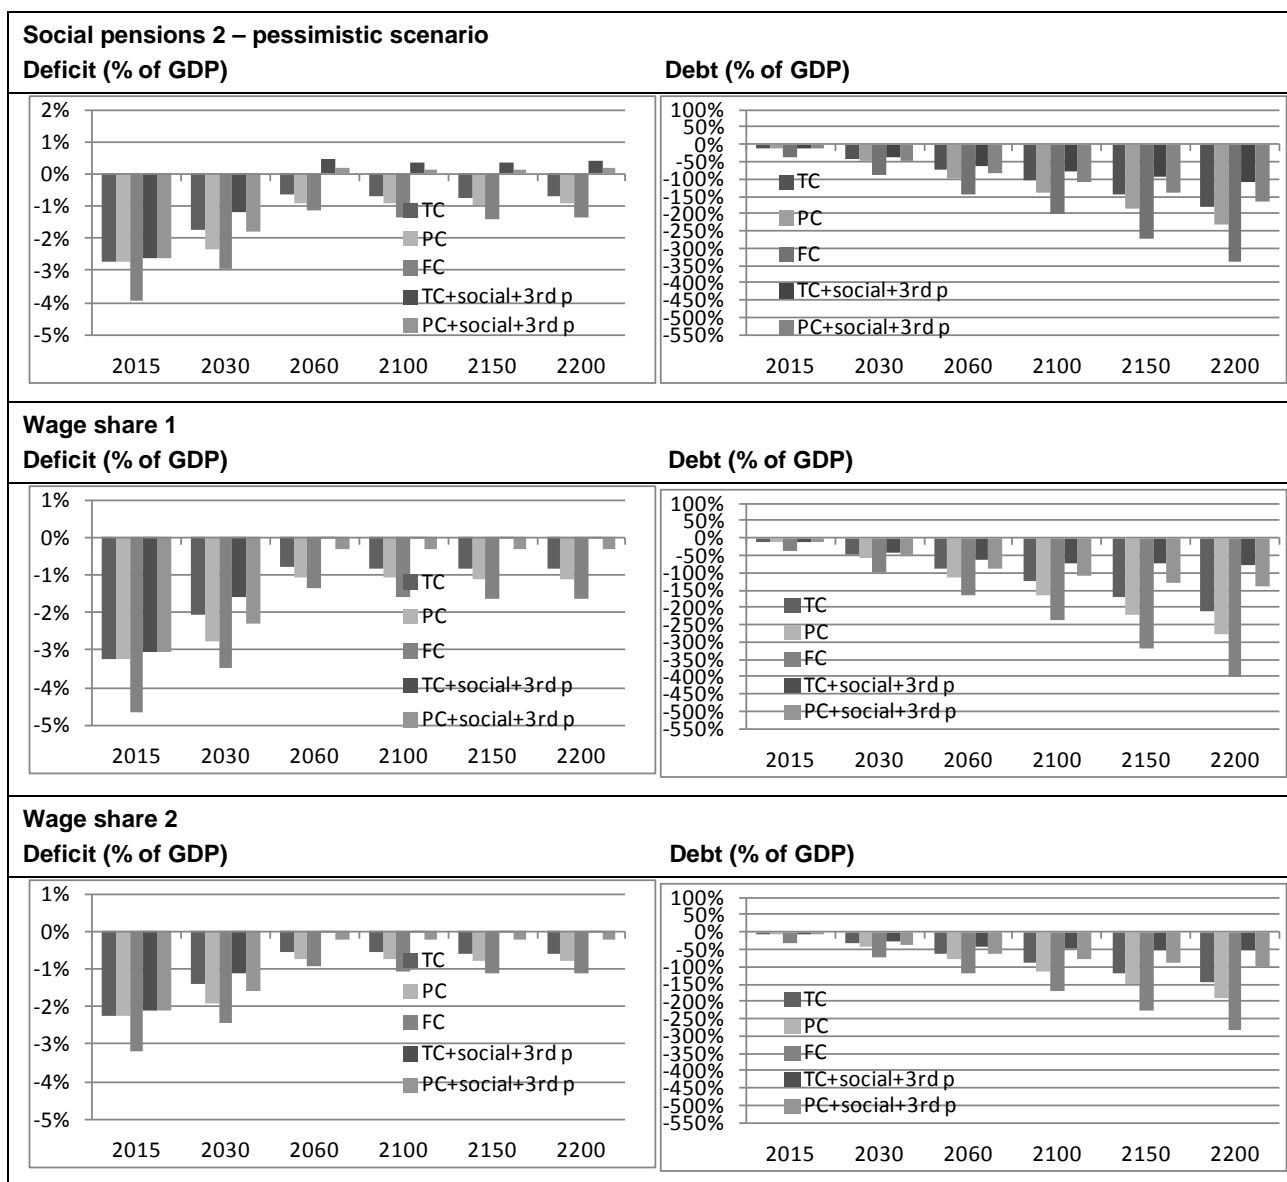 Social pensions 2 – pessimistic scenario
Deficit (% of GDP) Debt (% of GDP)
2%
1%
0%
-1%
-2%
-3%
-4%
-5%
TC
PC
FC
TC+social+3rd p
PC+social+3rd p
2015 2030 2060 2100 2150 2200
100%
50%
0%
-50%
-100%
-150%
-200%
-250%
-300%
-350%
-400%
-450%
-500%
-550%
TC
PC
FC
TC+social+3rd p
PC+social+3rd p
2015 2030 2060 2100 2150 2200
Wage share 1
Deficit (% of GDP) Debt (% of GDP)
1%
0%
-1%
-2%
-3%
-4%
-5%
TC
PC
FC
TC+social+3rd p
PC+social+3rd p
2015 2030 2060 2100 2150 2200
100%
50%
0%
-50%
-100%
-150%
-200%
-250%
-300%
-350%
-400%
-450%
-500%
-550%
TC
PC
FC
TC+social+3rd p
PC+social+3rd p
2015 2030 2060 2100 2150 2200
Wage share 2
Deficit (% of GDP) Debt (% of GDP)
1%
0%
-1%
-2%
-3%
-4%
-5%
TC
PC
FC
TC+social+3rd p
PC+social+3rd p
2015 2030 2060 2100 2150 2200
100%
50%
0%
-50%
-100%
-150%
-200%
-250%
-300%
-350%
-400%
-450%
-500%
-550%
TC
PC
FC
TC+social+3rd p
PC+social+3rd p
2015 2030 2060 2100 2150 2200